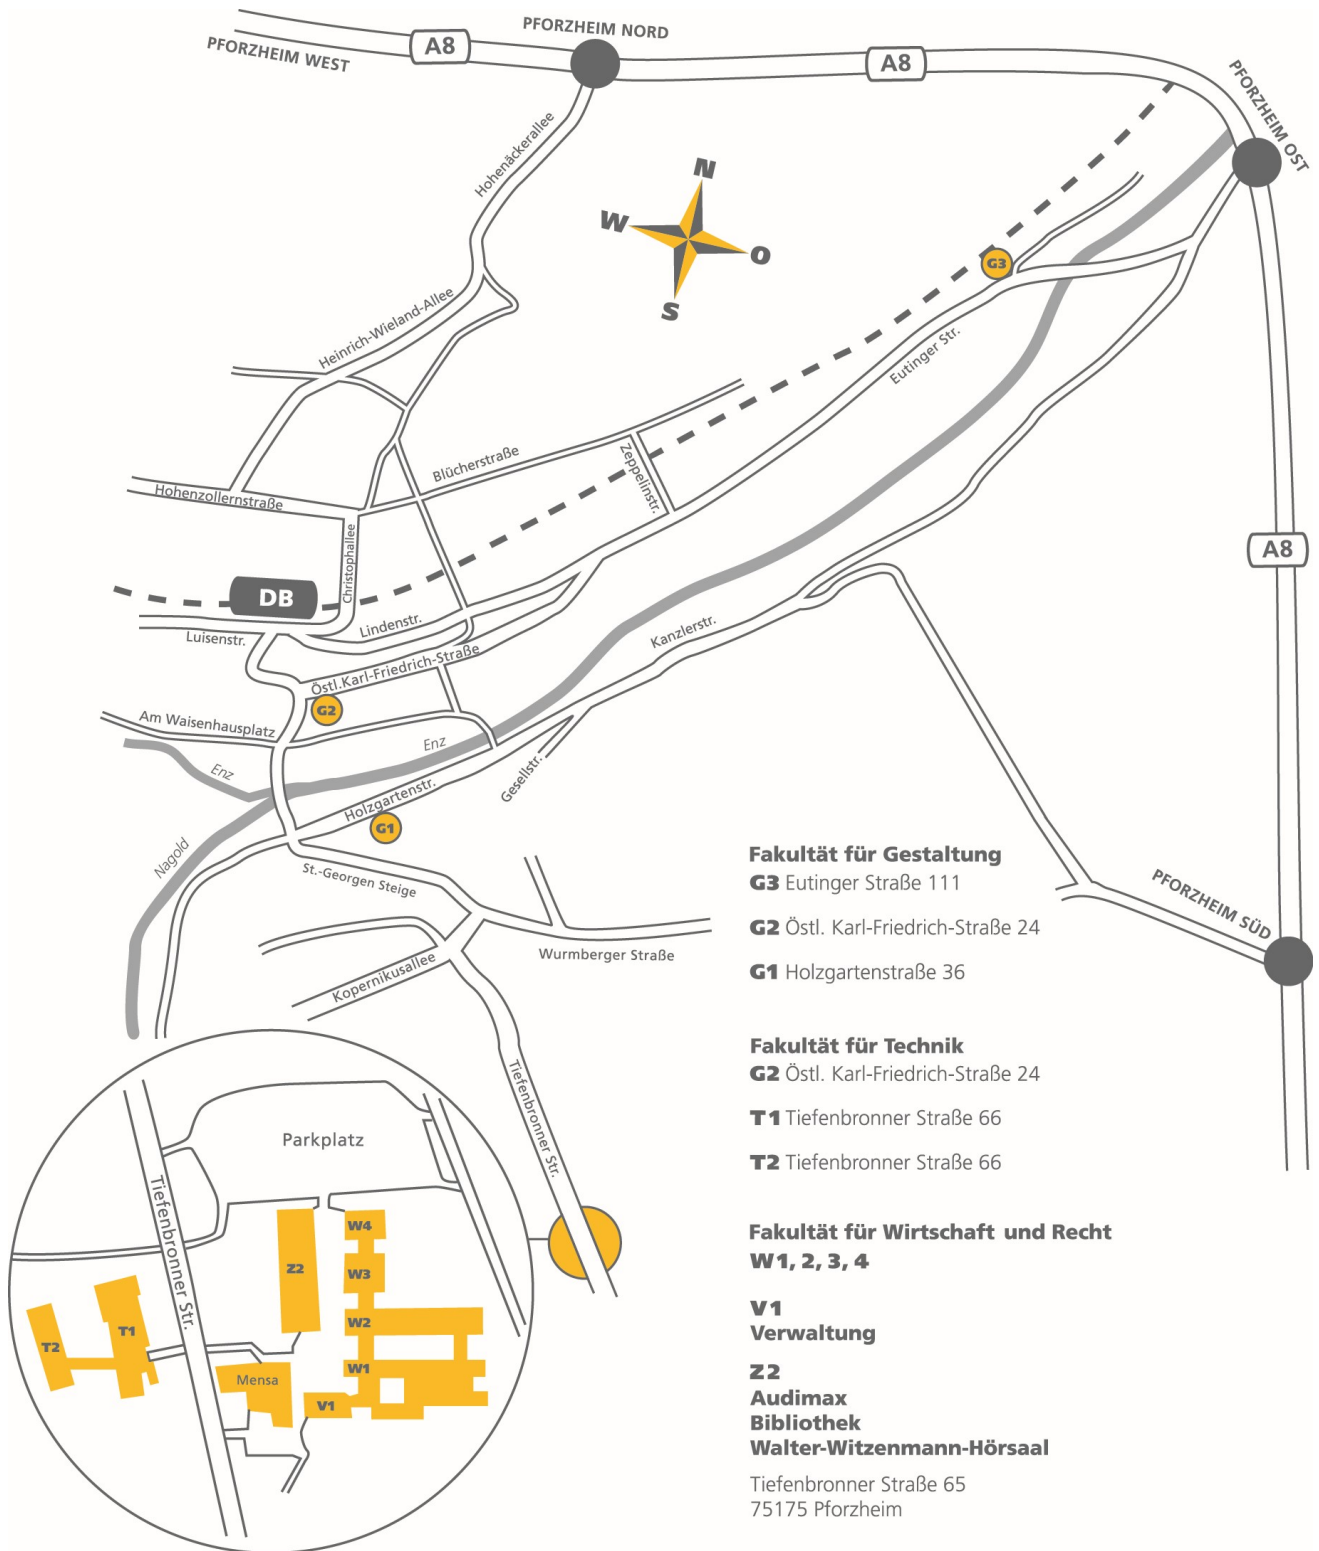 PFORZHEIM NORD
A8
PFORZHEIM WEST
A8
PFORZHEIM OST
Hohenäckerallee
N
W
O
S
G3
Heinrich-Wieland-Allee
Eutinger Str.
Blücherstraße
Zeppelinstr.
Hohenzollernstraße
Christophallee
A8
DB
Lindenstr.
Luisenstr.
Kanzlerstr.
Östl.Karl-Friedrich-Straße
G2
Am Waisenhausplatz
Enz
Enz
Gesellstr.
Holzgartenstr.
G1
Nagold
St.-Georgen Steige
PFORZHEIM SÜD
Wurmberger Straße
Kopernikusallee
Tiefenbronner Str.
Parkplatz
Tiefenbronner Str.
W4
Z2
W3
W2
T1
T2
W1
Mensa
V1
Fakultät für Gestaltung
G3 Eutinger Straße 111
G2 Östl. Karl-Friedrich-Straße 24
G1 Holzgartenstraße 36
Fakultät für Technik
G2 Östl. Karl-Friedrich-Straße 24
T1 Tiefenbronner Straße 66
T2 Tiefenbronner Straße 66
Fakultät für Wirtschaft und Recht
W1, 2, 3, 4
V1
Verwaltung
Z2
Audimax
Bibliothek
Walter-Witzenmann-Hörsaal
Tiefenbronner Straße 65
75175 Pforzheim